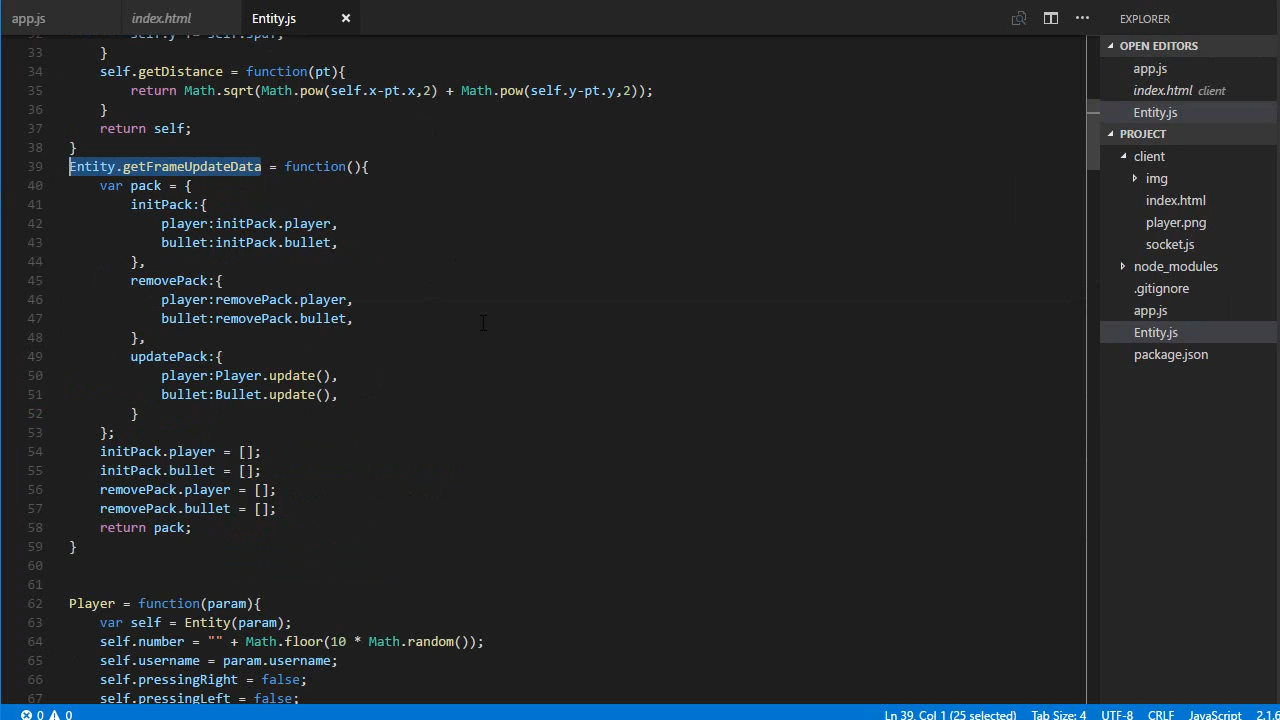 app.js
index.html
Entity.js
EXPLORER
33 }
34 self.getDistance = function(pt){
35 return Math.sqrt(Math.pow(self.x-pt.x,2) + Math.pow(self.y-pt.y,2));
36 }
37 return self;
38 }
39 Entity.getFrameUpdateData = function(){
40 var pack = {
41 initPack:{
42 player:initPack.player,
43 bullet:initPack.bullet,
44 },
45 removePack:{
46 player:removePack.player,
47 bullet:removePack.bullet,
48 },
49 updatePack:{
50 player:Player.update(),
51 bullet:Bullet.update(),
52 }
53 };
54 initPack.player = [];
55 initPack.bullet = [];
56 removePack.player = [];
57 removePack.bullet = [];
58 return pack;
59 }
60
61
62 Player = function(param){
63 var self = Entity(param);
64 self.number = "" + Math.floor(10 * Math.random());
65 self.username = param.username;
66 self.pressingRight = false;
67 self.pressingLeft = false;
OPEN EDITORS
app.js
index.html client
Entity.js
PROJECT
client
img
index.html
player.png
socket.js
node_modules
.gitignore
app.js
Entity.js
package.json
0 0
Ln 39, Col 1 (25 selected)
Tab Size: 4
UTF-8
CRLF
JavaScript